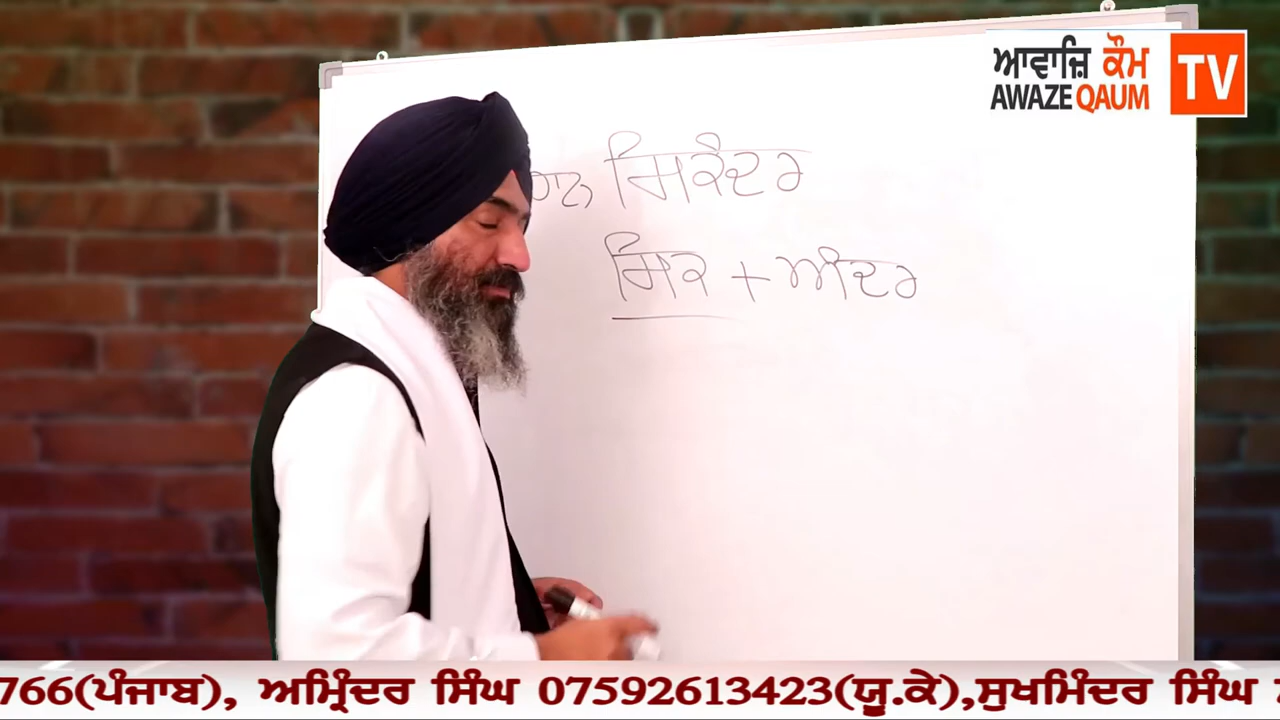 ਆਵਾਜ਼ਿ ਕੌਮ
AWAZE QAUM
TV
ਸਿਕੰਦਰ
ਸਿਕ + ਅੰਦਰ
766(ਪੰਜਾਬ), ਅਮ੍ਰਿੰਦਰ ਸਿੰਘ 07592613423(ਯੂ.ਕੇ),ਸੁਖਮਿੰਦਰ ਸਿੰਘ